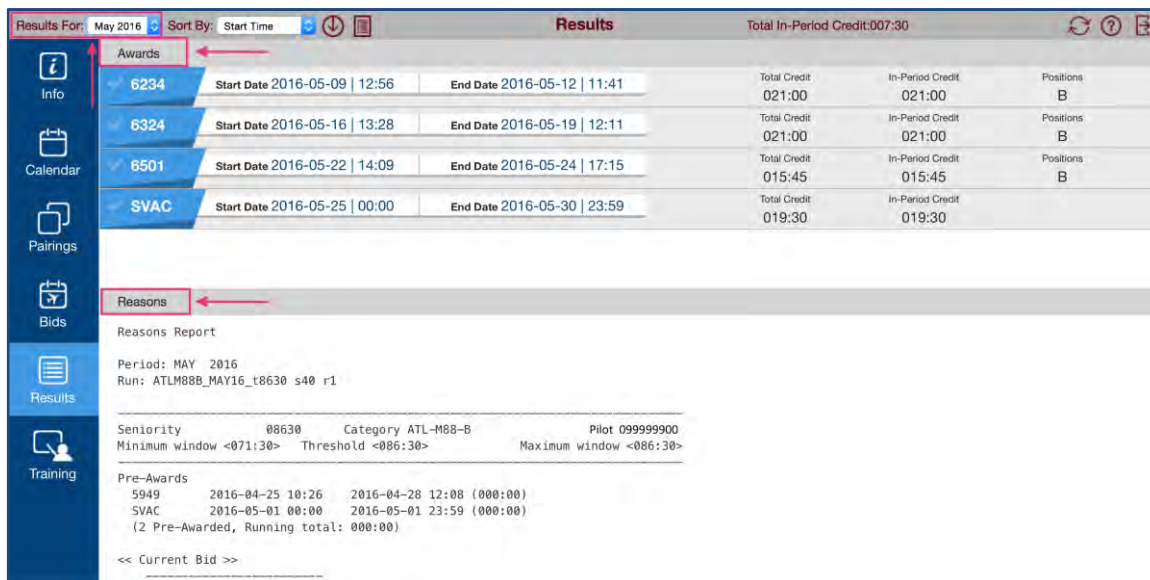 Results For: May 2016 Sort By: Start Time Results Total In-Period Credit:007:30
Info
Calendar
Pairings
Bids
Results
Training
Awards
6234 Start Date 2016-05-09 | 12:56 End Date 2016-05-12 | 11:41 Total Credit 021:00 In-Period Credit 021:00 Positions B
6324 Start Date 2016-05-16 | 13:28 End Date 2016-05-19 | 12:11 Total Credit 021:00 In-Period Credit 021:00 Positions B
6501 Start Date 2016-05-22 | 14:09 End Date 2016-05-24 | 17:15 Total Credit 015:45 In-Period Credit 015:45 Positions B
SVAC Start Date 2016-05-25 | 00:00 End Date 2016-05-30 | 23:59 Total Credit 019:30 In-Period Credit 019:30
Reasons
Reasons Report
Period: MAY 2016
Run: ATLM88B_MAY16_t8630 s40 r1
Seniority 08630 Category ATL-M88-B Pilot 099999900
Minimum window <071:30> Threshold <086:30> Maximum window <086:30>
Pre-Awards
5949 2016-04-25 10:26 2016-04-28 12:08 (000:00)
SVAC 2016-05-01 00:00 2016-05-01 23:59 (000:00)
(2 Pre-Awarded, Running total: 000:00)
<< Current Bid >>